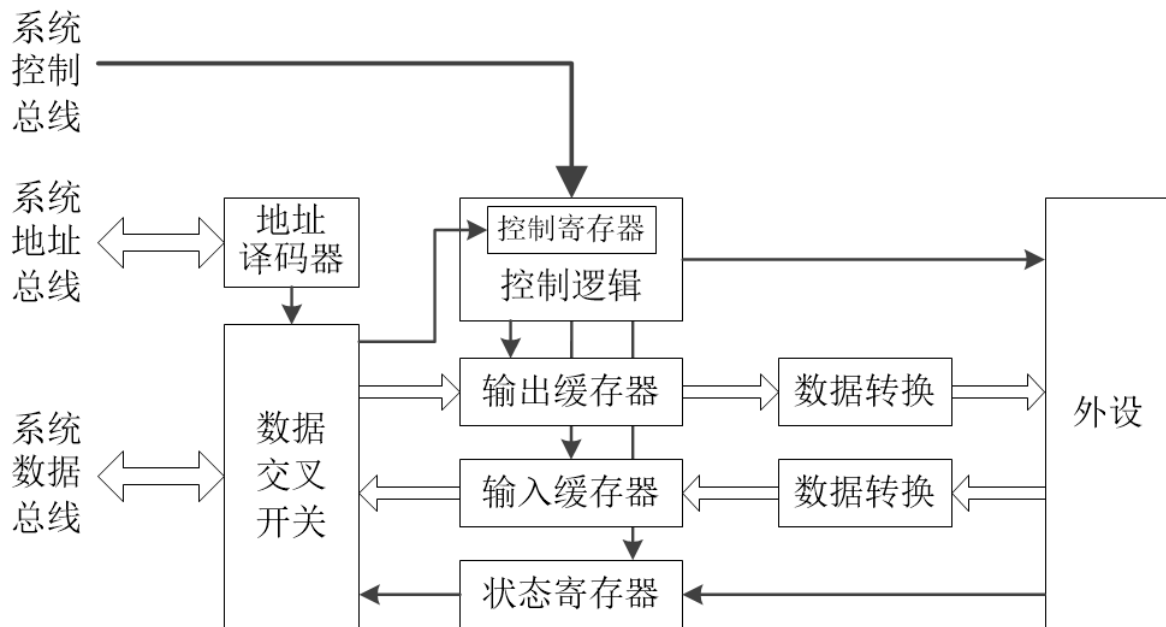 系统
控制
总线
系统
地址
总线
地址
译码器
控制寄存器
控制逻辑
系统
数据
总线
数据
交叉
开关
输出缓存器
数据转换
输入缓存器
数据转换
状态寄存器
外设